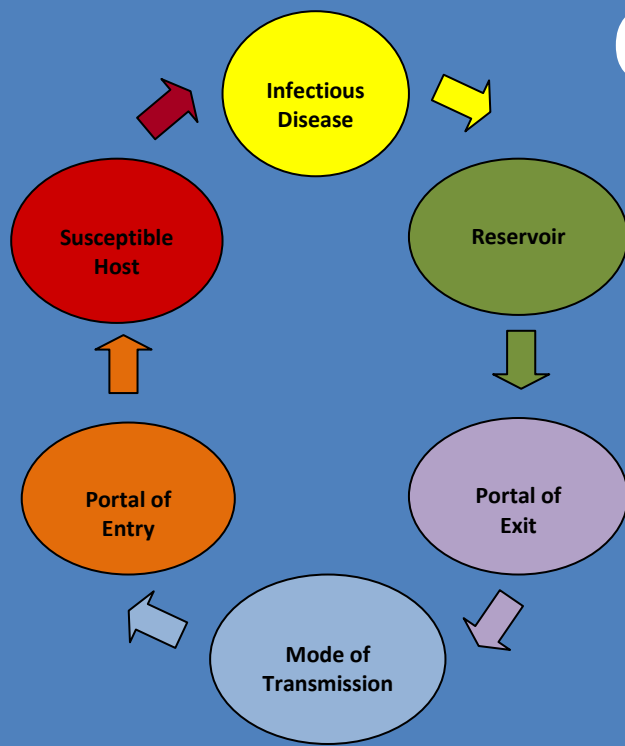 Infectious
Disease
Reservoir
Portal of
Exit
Mode of
Transmission
Portal of
Entry
Susceptible
Host